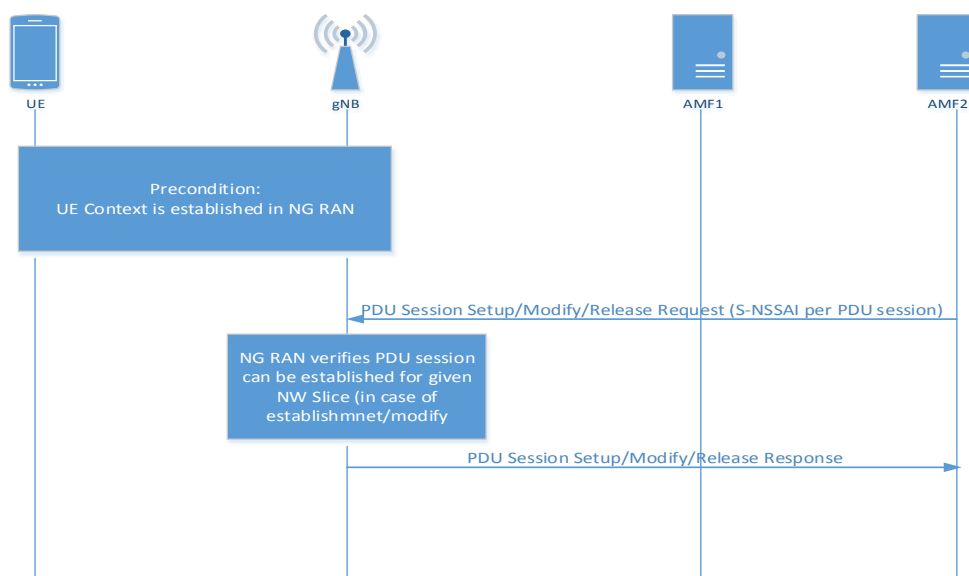 UE
gNB
AMF1
AMF2
Precondition:
UE Context is established in NG RAN
PDU Session Setup/Modify/Release Request (S-NSSAI per PDU session)
NG RAN verifies PDU session
can be established for given
NW Slice (in case of
establishmnet/modify
PDU Session Setup/Modify/Release Response